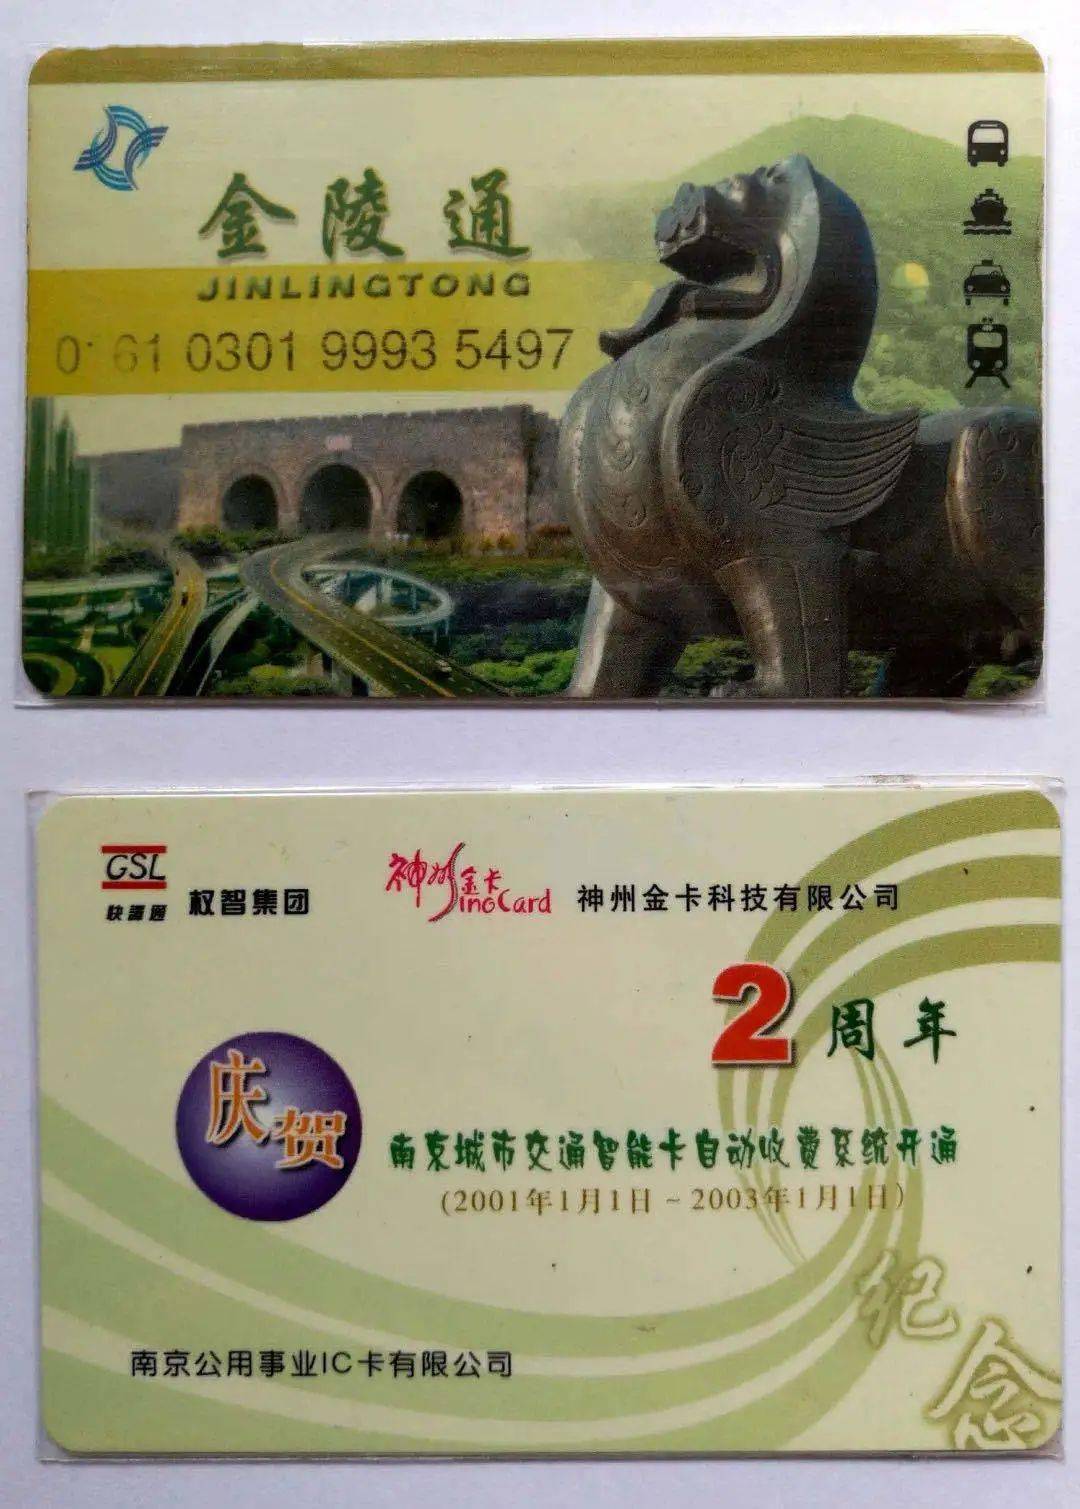 金陵通
JINLINGTONG
61 0301 9993 5497
GSL
快譯通
权智集团
神州金卡
SinoCard
神州金卡科技有限公司
2周年
庆贺
南京城市交通智能卡自动收费系统开通
(2001年1月1日~2003年1月1日)
纪念
南京公用事业IC卡有限公司